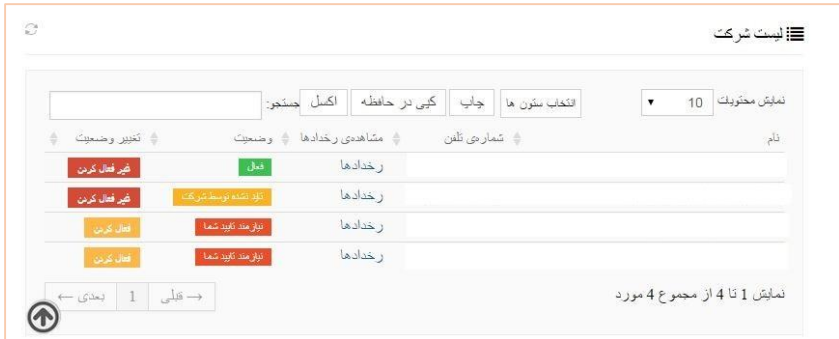 لیست شرکت
نمایش محتویات 10 انتخاب ستون ها چاپ کپی در حافظه اکسل جستجو:
نام شماره‌ی تلفن مشاهده‌ی رخدادها وضعیت تغییر وضعیت
رخدادها فعال غیر فعال کردن
رخدادها تایید نشده توسط شرکت غیر فعال کردن
رخدادها نیازمند تایید شما فعال کردن
رخدادها نیازمند تایید شما فعال کردن
نمایش 1 تا 4 از مجموع 4 مورد → قبلی 1 بعدی ←